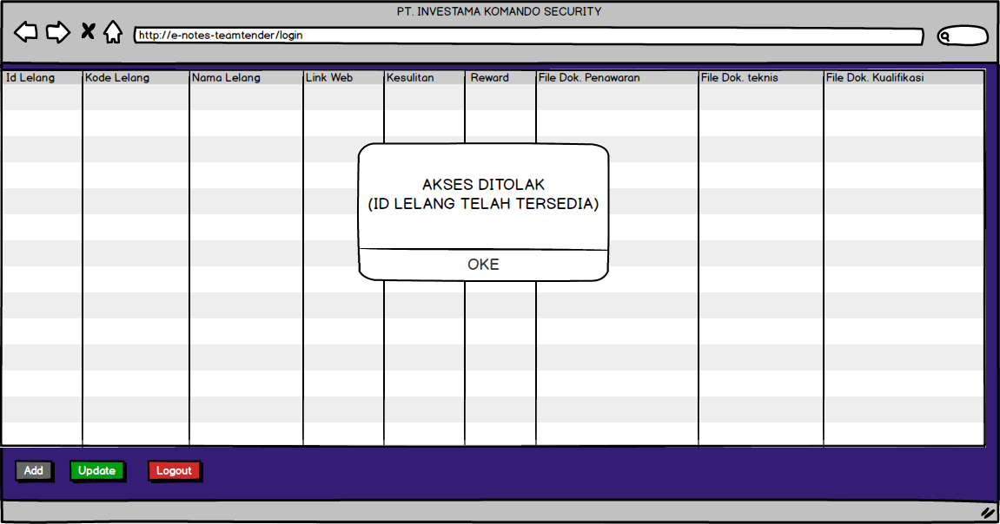 PT. INVESTAMA KOMANDO SECURITY
http://e-notes-teamtender/login
Id Lelang Kode Lelang Nama Lelang Link Web Kesulitan Reward File Dok. Penawaran File Dok. teknis File Dok. Kualifikasi
AKSES DITOLAK
(ID LELANG TELAH TERSEDIA)
OKE
Add Update Logout